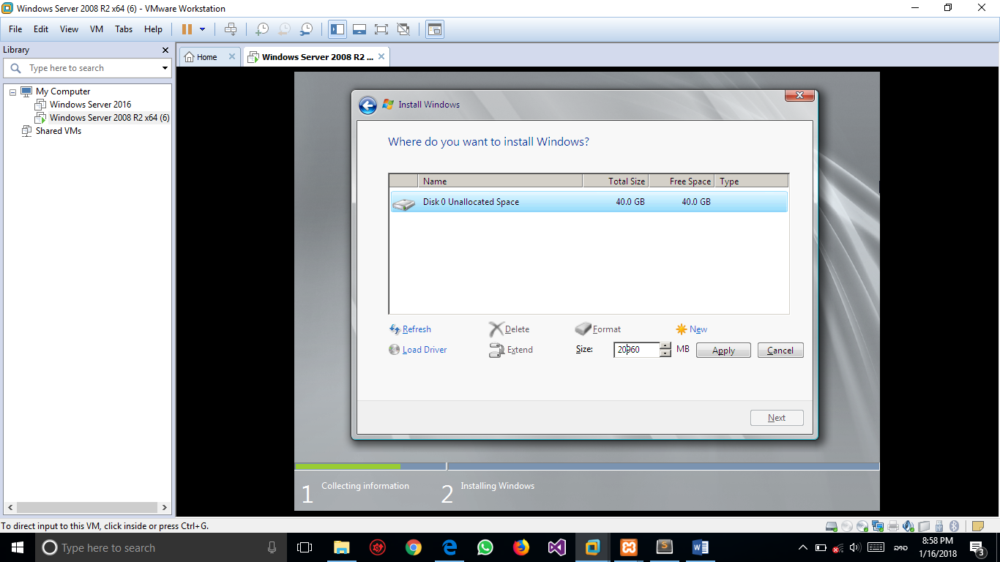 Windows Server 2008 R2 x64 (6) - VMware Workstation
File Edit View VM Tabs Help
Library
Type here to search
My Computer
Windows Server 2016
Windows Server 2008 R2 x64 (6)
Shared VMs
Home
Windows Server 2008 R2 ...
Install Windows
Where do you want to install Windows?
Name Total Size Free Space Type
Disk 0 Unallocated Space 40.0 GB 40.0 GB
Refresh Delete Format New
Load Driver Extend Size: 20960 MB Apply Cancel
Next
1 Collecting information 2 Installing Windows
To direct input to this VM, click inside or press Ctrl+G.
Type here to search
ລາວ
8:58 PM
1/16/2018
3